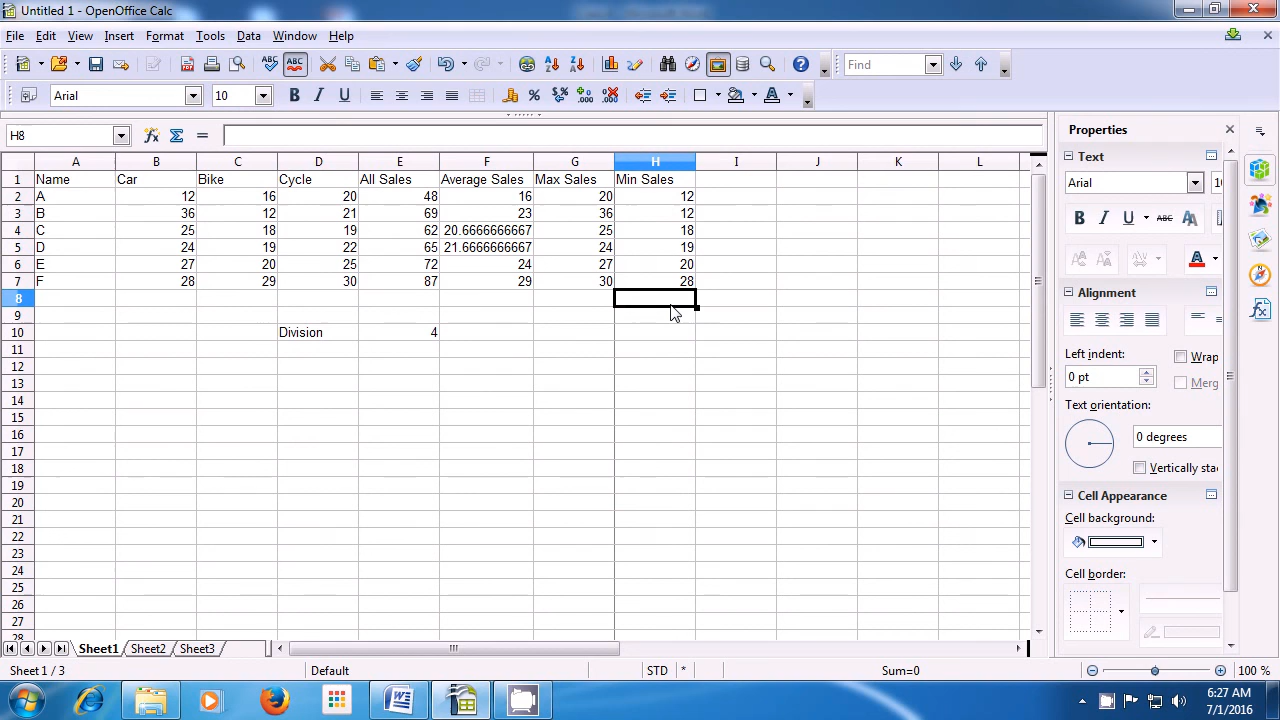 Untitled 1 - OpenOffice Calc
File Edit View Insert Format Tools Data Window Help
ABC ABC Find
Arial 10
H8
A B C D E F G H I J K L
1 Name Car Bike Cycle All Sales Average Sales Max Sales Min Sales
2 A 12 16 20 48 16 20 12
3 B 36 12 21 69 23 36 12
4 C 25 18 19 62 20.6666666667 25 18
5 D 24 19 22 65 21.6666666667 24 19
6 E 27 20 25 72 24 27 20
7 F 28 29 30 87 29 30 28
8
9
10 Division 4
11
12
13
14
15
16
17
18
19
20
21
22
23
24
25
26
27
28
Properties
Text
Arial
ABC
Alignment
Left indent: Wrap
0 pt Merg
Text orientation:
0 degrees
Vertically sta
Cell Appearance
Cell background:
Cell border:
Sheet1 Sheet2 Sheet3
Sheet 1 / 3 Default STD * Sum=0 100 %
6:27 AM
7/1/2016